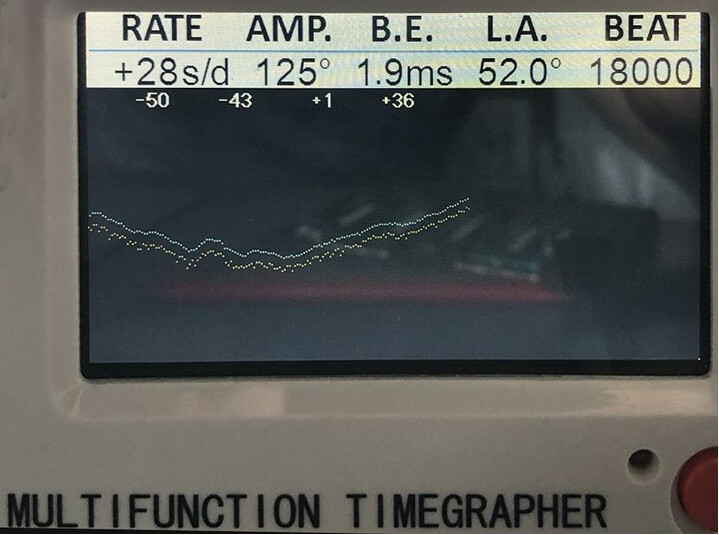 RATE AMP. B.E. L.A. BEAT
+28s/d 125° 1.9ms 52.0° 18000
-50 -43 +1 +36
MULTIFUNCTION TIMEGRAPHER